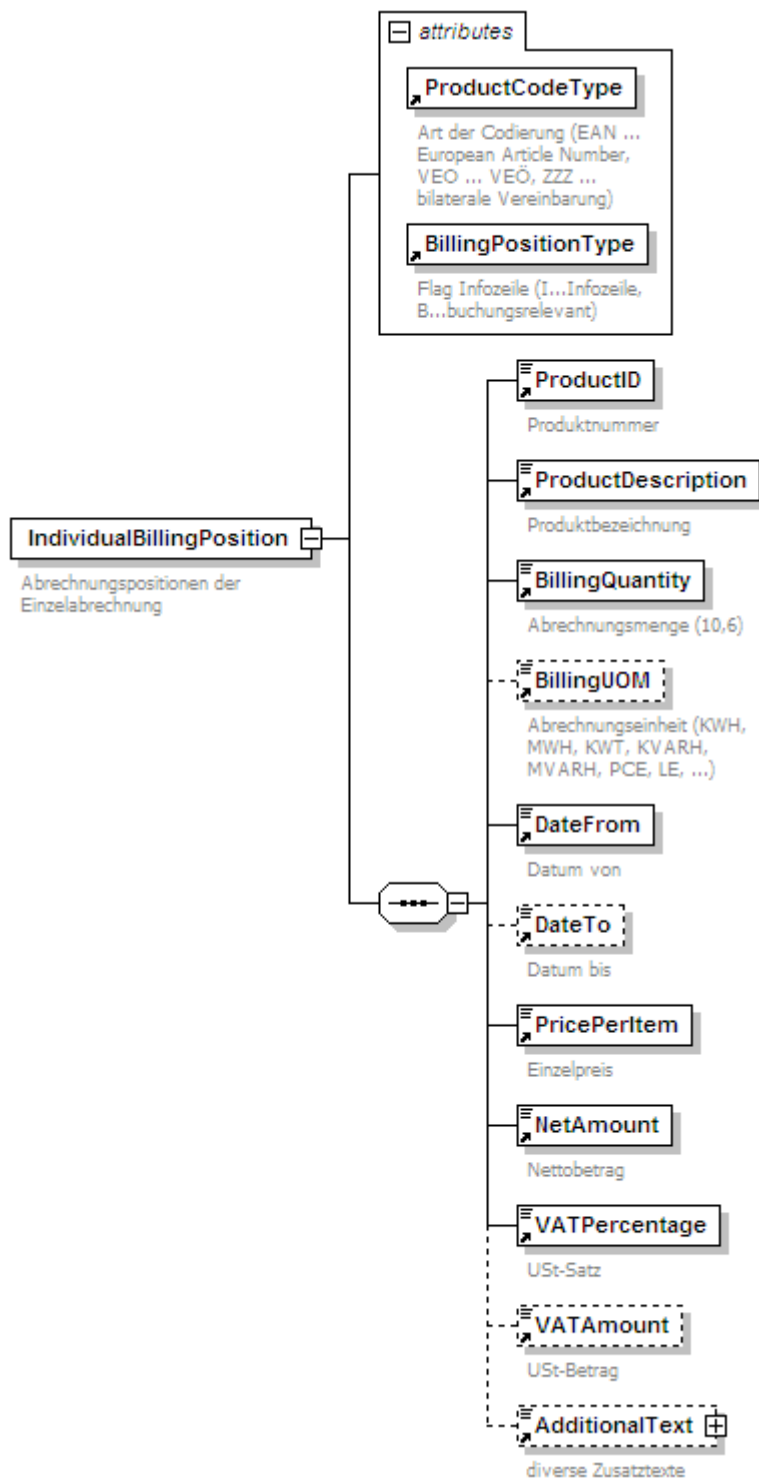 attributes
ProductCodeType
Art der Codierung (EAN ...
European Article Number,
VEO ... VEÖ, ZZZ ...
bilaterale Vereinbarung)
BillingPositionType
Flag Infozeile (I...Infozeile,
B...buchungsrelevant)
IndividualBillingPosition
Abrechnungspositionen der
Einzelabrechnung
ProductID
Produktnummer
ProductDescription
Produktbezeichnung
BillingQuantity
Abrechnungsmenge (10,6)
BillingUOM
Abrechnungseinheit (KWH,
MWH, KWT, KVARH,
MVARH, PCE, LE, ...)
DateFrom
Datum von
DateTo
Datum bis
PricePerItem
Einzelpreis
NetAmount
Nettobetrag
VATPercentage
USt-Satz
VATAmount
USt-Betrag
AdditionalText
diverse Zusatztexte